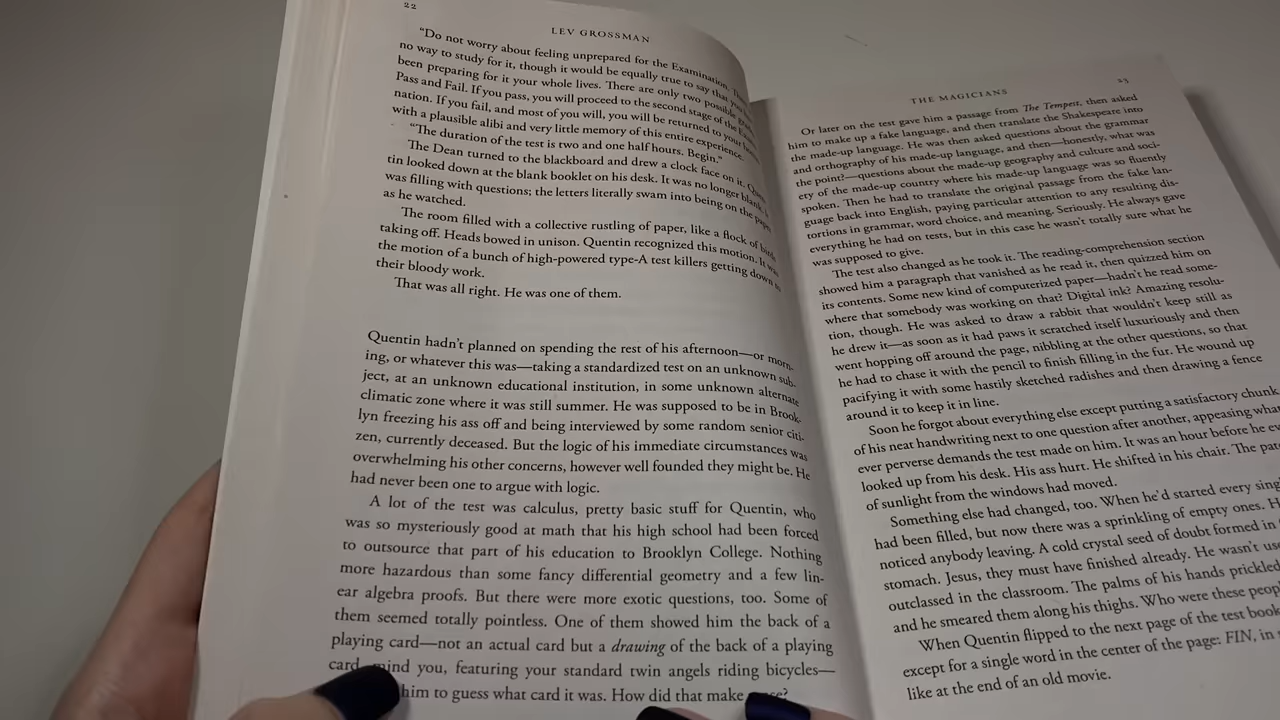 22
LEV GROSSMAN
"Do not worry about feeling unprepared for the Examination.
no way to study for it, though it would be equally true to say that
been preparing for it your whole lives. There are only two possible
Pass and Fail. If you pass, you will proceed to the second stage of the
nation. If you fail, and most of you will, you will be returned to your
with a plausible alibi and very little memory of this entire experience.
"The duration of the test is two and one half hours. Begin."
The Dean turned to the blackboard and drew a clock face on it.
tin looked down at the blank booklet on his desk. It was no longer blank.
was filling with questions; the letters literally swam into being on the paper
as he watched.
The room filled with a collective rustling of paper, like a flock of birds
taking off. Heads bowed in unison. Quentin recognized this motion. It was
the motion of a bunch of high-powered type-A test killers getting down to
their bloody work.
That was all right. He was one of them.
Quentin hadn't planned on spending the rest of his afternoon—or morn-
ing, or whatever this was—taking a standardized test on an unknown sub-
ject, at an unknown educational institution, in some unknown alternate
climatic zone where it was still summer. He was supposed to be in Brook-
lyn freezing his ass off and being interviewed by some random senior citi-
zen, currently deceased. But the logic of his immediate circumstances was
overwhelming his other concerns, however well founded they might be. He
had never been one to argue with logic.
A lot of the test was calculus, pretty basic stuff for Quentin, who
was so mysteriously good at math that his high school had been forced
to outsource that part of his education to Brooklyn College. Nothing
more hazardous than some fancy differential geometry and a few lin-
ear algebra proofs. But there were more exotic questions, too. Some of
them seemed totally pointless. One of them showed him the back of a
playing card—not an actual card but a drawing of the back of a playing
card, mind you, featuring your standard twin angels riding bicycles—
him to guess what card it was. How did that make
THE MAGICIANS
23
Or later on the test gave him a passage from The Tempest, then asked
him to make up a fake language, and then translate the Shakespeare into
the made-up language. He was then asked questions about the grammar
and orthography of his made-up language, and then—honestly, what was
the point?—questions about the made-up geography and culture and soci-
ety of the made-up country where his made-up language was so fluently
spoken. Then he had to translate the original passage from the fake lan-
guage back into English, paying particular attention to any resulting dis-
tortions in grammar, word choice, and meaning. Seriously. He always gave
everything he had on tests, but in this case he wasn't totally sure what he
was supposed to give.
The test also changed as he took it. The reading-comprehension section
showed him a paragraph that vanished as he read it, then quizzed him on
its contents. Some new kind of computerized paper—hadn't he read some-
where that somebody was working on that? Digital ink? Amazing resolu-
tion, though. He was asked to draw a rabbit that wouldn't keep still as
he drew it—as soon as it had paws it scratched itself luxuriously and then
went hopping off around the page, nibbling at the other questions, so that
he had to chase it with the pencil to finish filling in the fur. He wound up
pacifying it with some hastily sketched radishes and then drawing a fence
around it to keep it in line.
Soon he forgot about everything else except putting a satisfactory chunk
of his neat handwriting next to one question after another, appeasing what
ever perverse demands the test made on him. It was an hour before he
looked up from his desk. His ass hurt. He shifted in his chair. The
of sunlight from the windows had moved.
Something else had changed, too. When he'd started every
had been filled, but now there was a sprinkling of empty ones.
noticed anybody leaving. A cold crystal seed of doubt formed in
stomach. Jesus, they must have finished already. He wasn't
outclassed in the classroom. The palms of his hands prickled
and he smeared them along his thighs. Who were these
When Quentin flipped to the next page of the test
except for a single word in the center of the page: FIN, in
like at the end of an old movie.